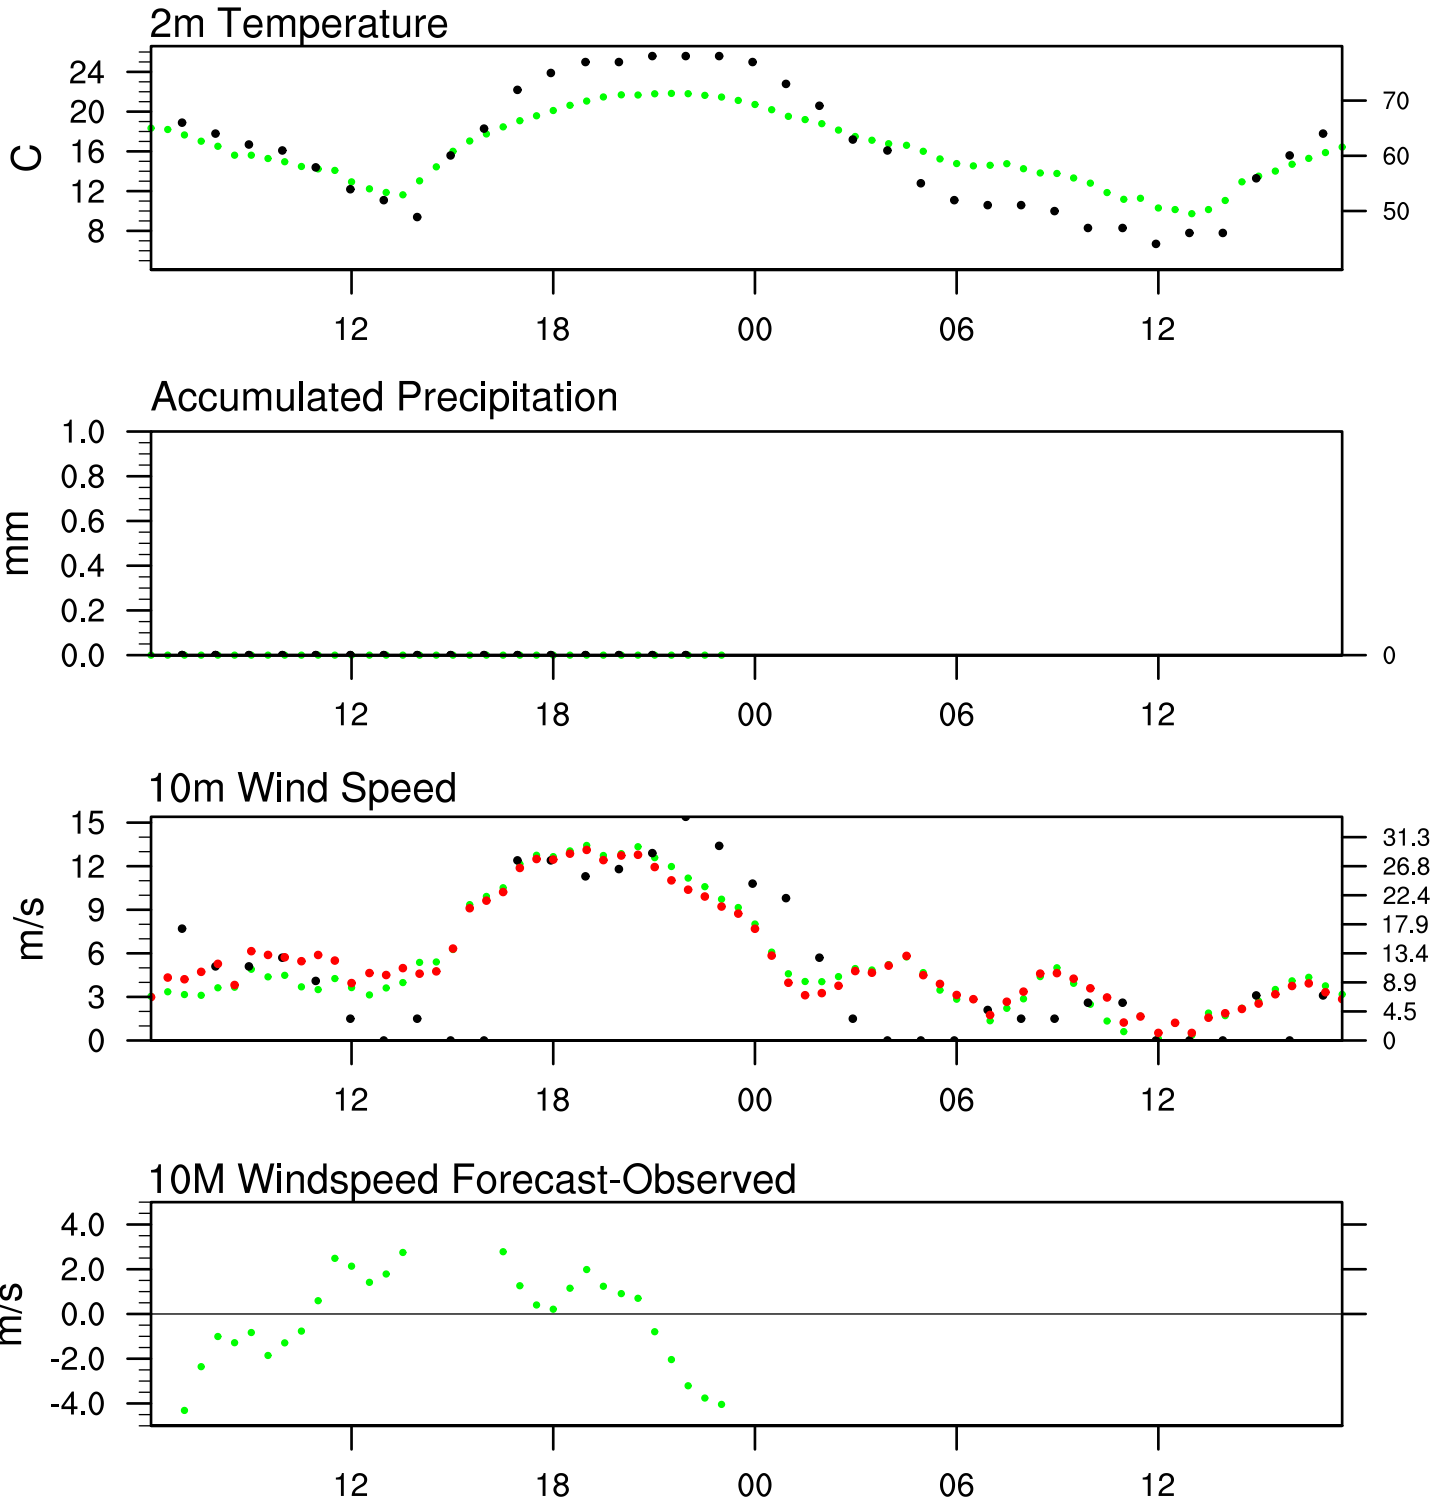 2m Temperature
24
20
16
12
8
C
70
60
50
12 18 00 06 12
Accumulated Precipitation
1.0
0.8
0.6
0.4
0.2
0.0
mm
0
12 18 00 06 12
10m Wind Speed
15
12
9
6
3
0
m/s
31.3
26.8
22.4
17.9
13.4
8.9
4.5
0
12 18 00 06 12
10M Windspeed Forecast-Observed
4.0
2.0
0.0
-2.0
-4.0
m/s
12 18 00 06 12